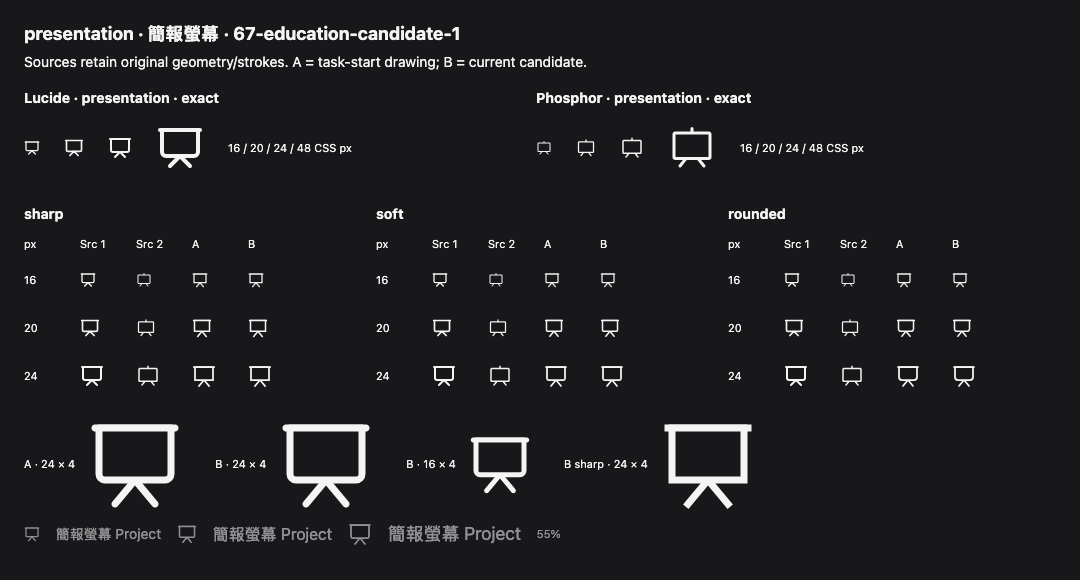 presentation · 簡報螢幕 · 67-education-candidate-1
Sources retain original geometry/strokes. A = task-start drawing; B = current candidate.
Lucide · presentation · exact
Phosphor · presentation · exact
16 / 20 / 24 / 48 CSS px
16 / 20 / 24 / 48 CSS px
sharp
soft
rounded
px Src 1 Src 2 A B
px Src 1 Src 2 A B
px Src 1 Src 2 A B
16
16
16
20
20
20
24
24
24
A · 24 × 4
B · 24 × 4
B · 16 × 4
B sharp · 24 × 4
簡報螢幕 Project
簡報螢幕 Project
簡報螢幕 Project
55%